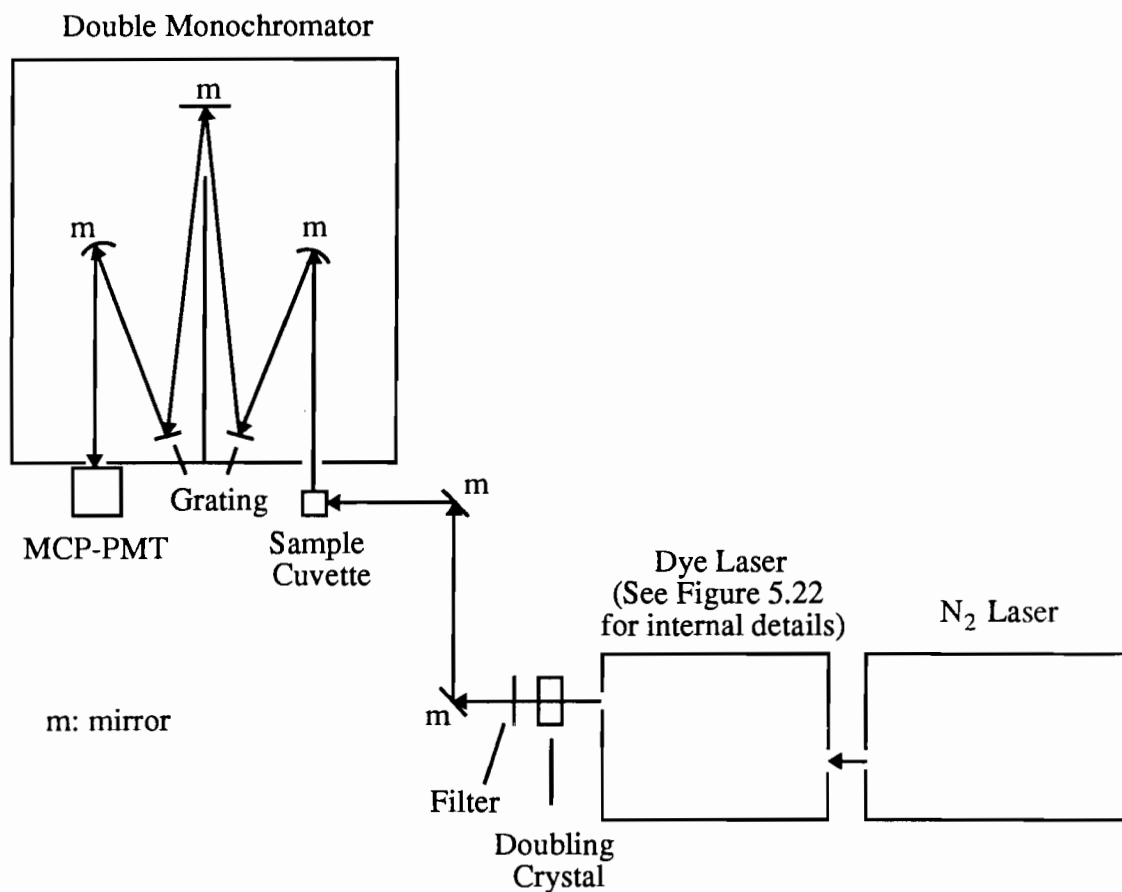 Double Monochromator
m
m
m
Grating
MCP-PMT
Sample
Cuvette
m
Dye Laser
(See Figure 5.22
for internal details)
N₂ Laser
m: mirror
m
Filter
Doubling
Crystal